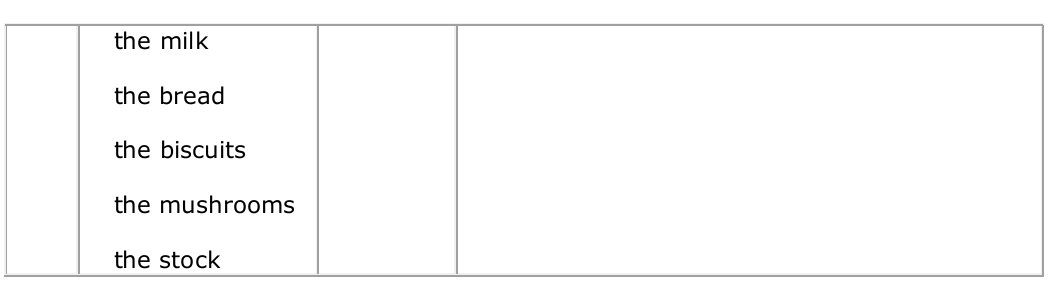 the milk
the bread
the biscuits
the mushrooms
the stock